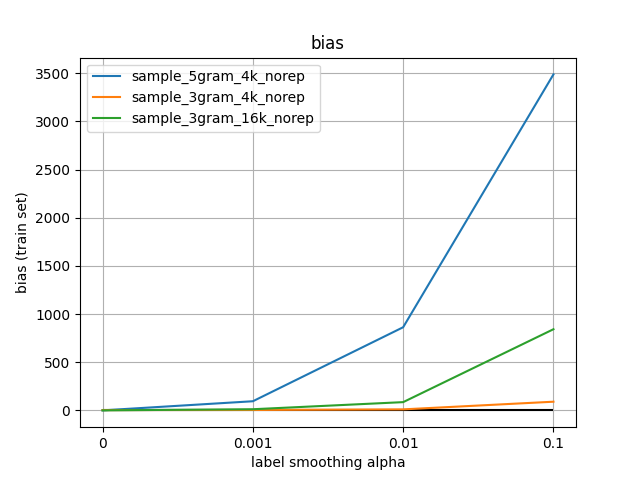 bias
sample_5gram_4k_norep
sample_3gram_4k_norep
sample_3gram_16k_norep
3500
3000
2500
2000
1500
1000
500
0
bias (train set)
0 0.001 0.01 0.1
label smoothing alpha